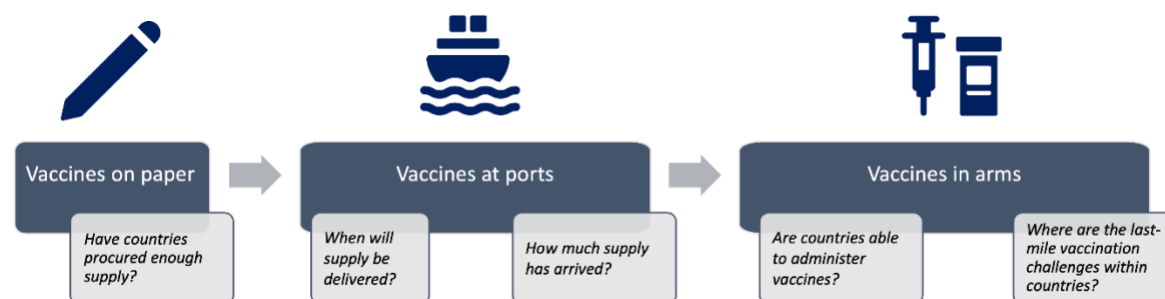 Vaccines on paper
Vaccines at ports
Vaccines in arms
Have countries
procured enough
supply?
When will
supply be
delivered?
How much supply
has arrived?
Are countries able
to administer
vaccines?
Where are the last-
mile vaccination
challenges within
countries?